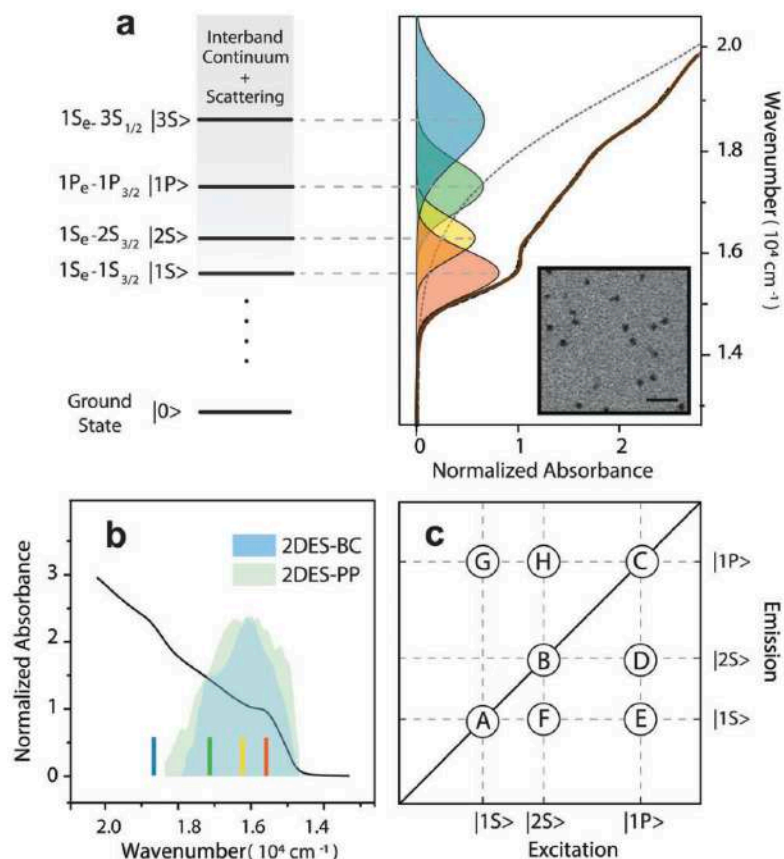 a
Interband
Continuum
+
Scattering
1Se- 3S1/2 |3S>
1Pe-1P3/2 |1P>
1Se-2S3/2 |2S>
1Se-1S3/2 |1S>
Ground
State
|0>
2.0
1.8
1.6
1.4
Wavenumber (10⁴ cm⁻¹)
0
1
2
Normalized Absorbance
b
2DES-BC
2DES-PP
3
2
1
0
Normalized Absorbance
2.0
1.8
1.6
1.4
Wavenumber( 10⁴ cm ⁻¹)
c
G
H
C
B
D
A
F
E
|1P>
|2S>
|1S>
Emission
|1S>
|2S>
|1P>
Excitation